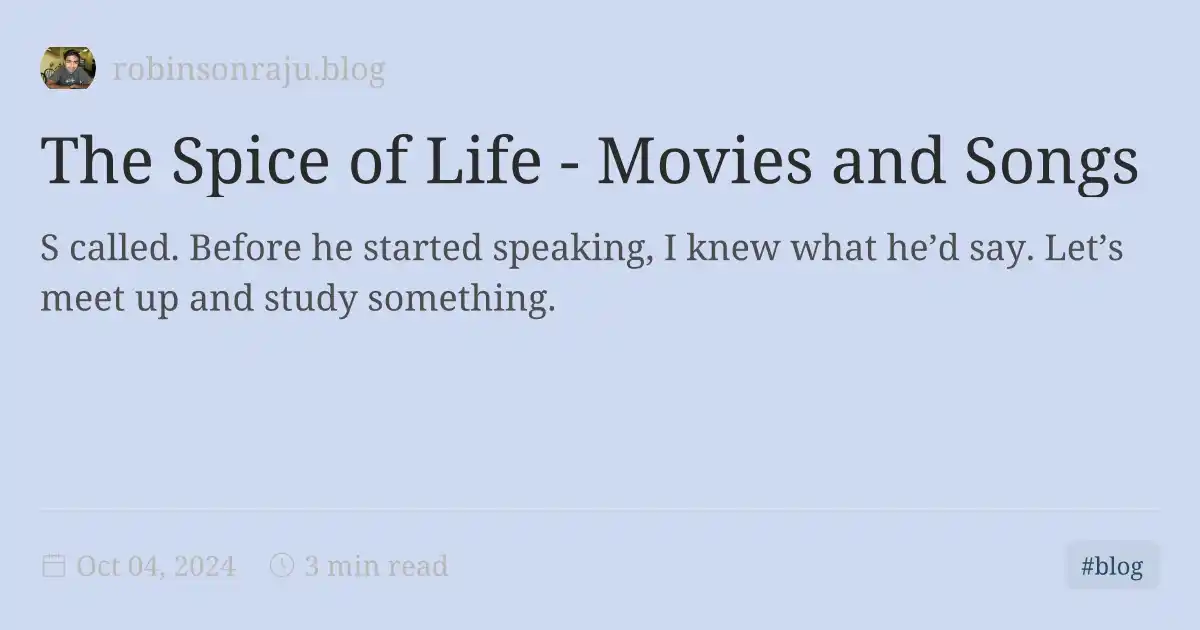 robinsonraju.blog
The Spice of Life - Movies and Songs
S called. Before he started speaking, I knew what he’d say. Let’s
meet up and study something.
Oct 04, 2024
3 min read
#blog